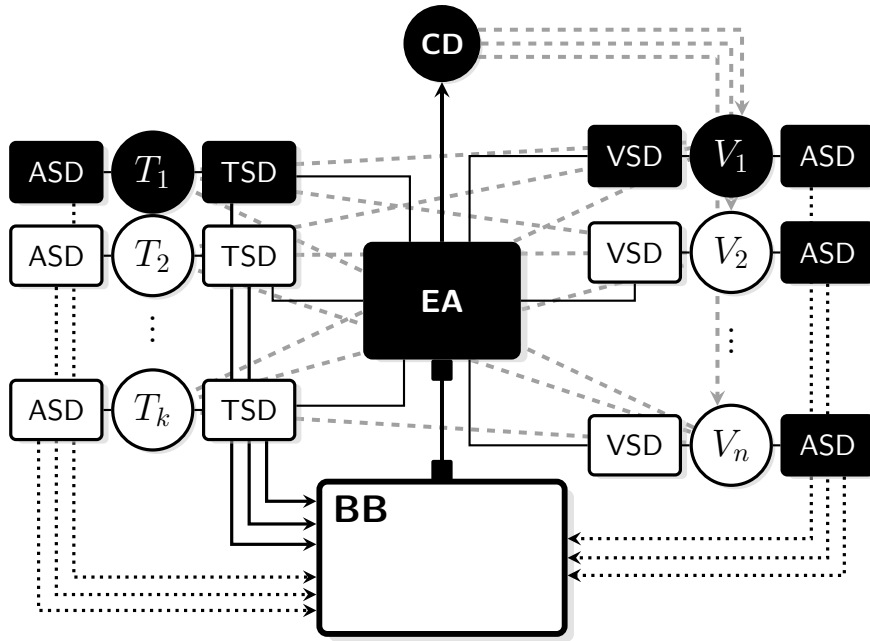 CD
ASD T₁ TSD VSD V₁ ASD
ASD T₂ TSD VSD V₂ ASD
EA
⋮ ⋮
ASD Tₖ TSD VSD Vₙ ASD
BB